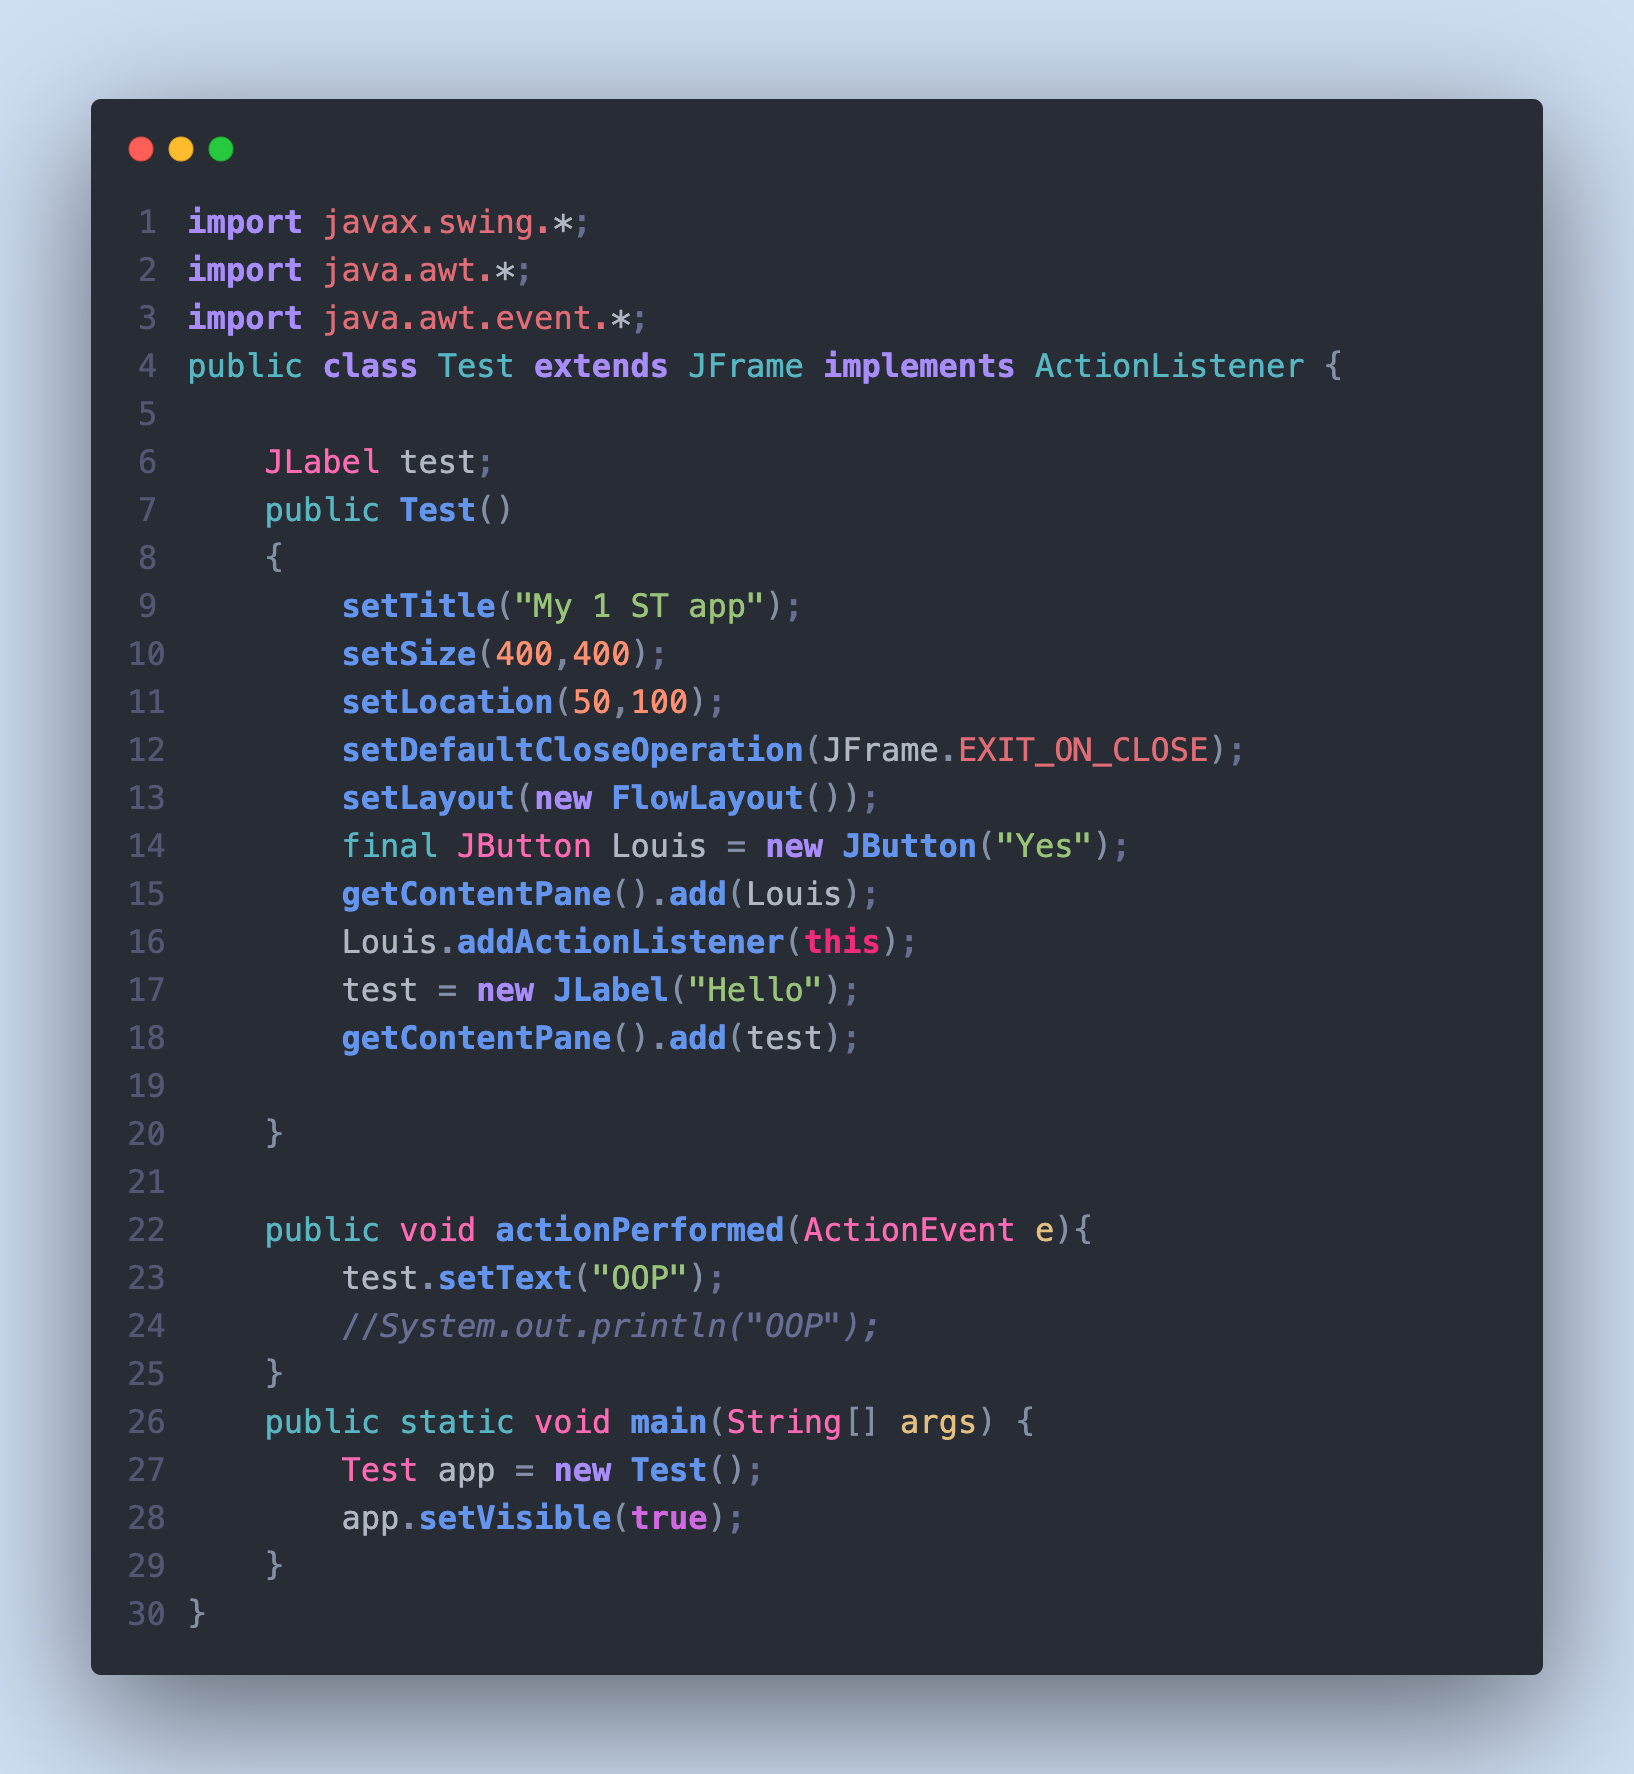 1 import javax.swing.*;
2 import java.awt.*;
3 import java.awt.event.*;
4 public class Test extends JFrame implements ActionListener {
5
6     JLabel test;
7     public Test()
8     {
9         setTitle("My 1 ST app");
10         setSize(400,400);
11         setLocation(50,100);
12         setDefaultCloseOperation(JFrame.EXIT_ON_CLOSE);
13         setLayout(new FlowLayout());
14         final JButton Louis = new JButton("Yes");
15         getContentPane().add(Louis);
16         Louis.addActionListener(this);
17         test = new JLabel("Hello");
18         getContentPane().add(test);
19
20     }
21
22     public void actionPerformed(ActionEvent e){
23         test.setText("OOP");
24         //System.out.println("OOP");
25     }
26     public static void main(String[] args) {
27         Test app = new Test();
28         app.setVisible(true);
29     }
30 }